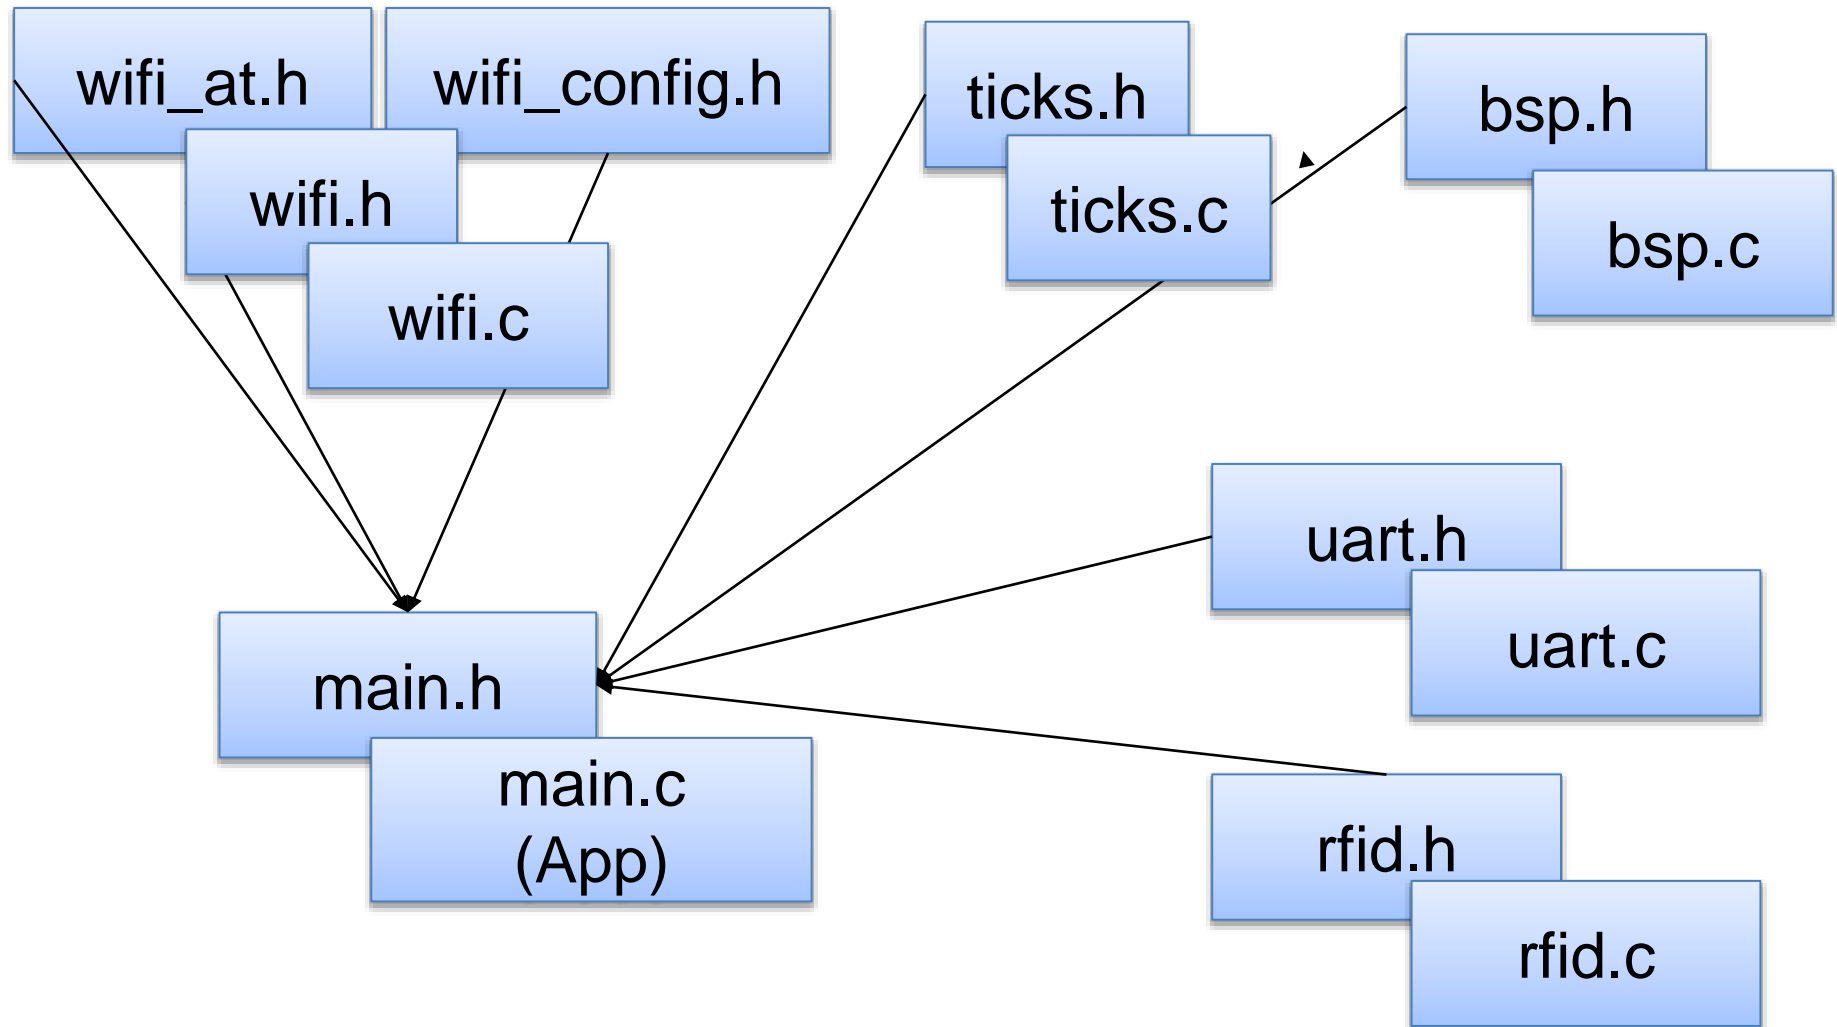 wifi_at.h
wifi_config.h
wifi.h
wifi.c
ticks.h
ticks.c
bsp.h
bsp.c
uart.h
uart.c
main.h
main.c
(App)
rfid.h
rfid.c